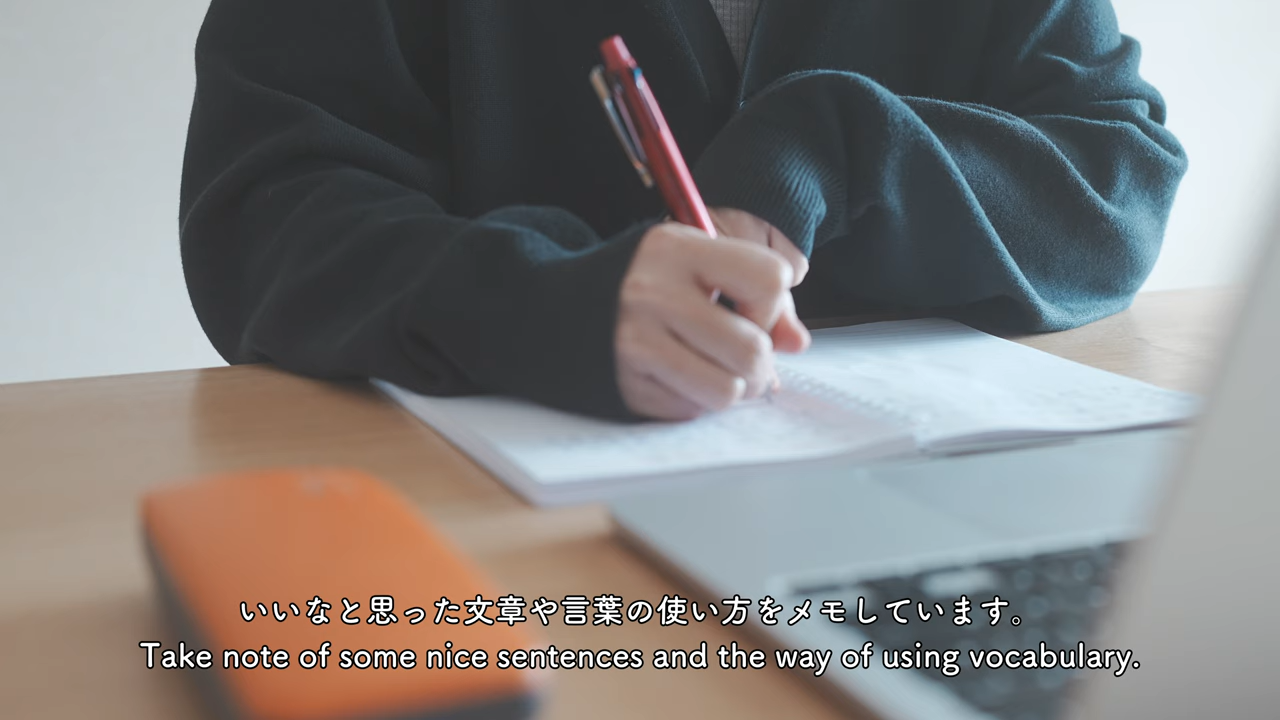 いいなと思った文章や言葉の使い方をメモしています。
Take note of some nice sentences and the way of using vocabulary.